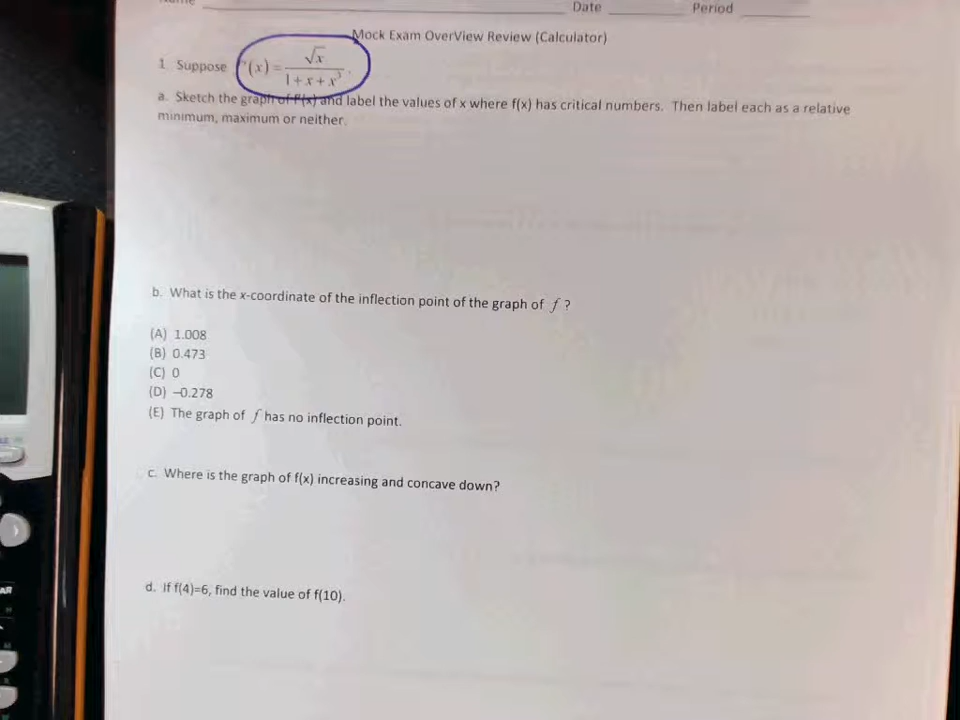 Date ________ Period ________
Mock Exam OverView Review (Calculator)
1 Suppose f'(x) = √x / (1 + x + x³).
a. Sketch the graph of f'(x) and label the values of x where f(x) has critical numbers. Then label each as a relative
minimum, maximum or neither.
b. What is the x-coordinate of the inflection point of the graph of f ?
(A) 1.008
(B) 0.473
(C) 0
(D) –0.278
(E) The graph of f has no inflection point.
c. Where is the graph of f(x) increasing and concave down?
d. If f(4)=6, find the value of f(10).